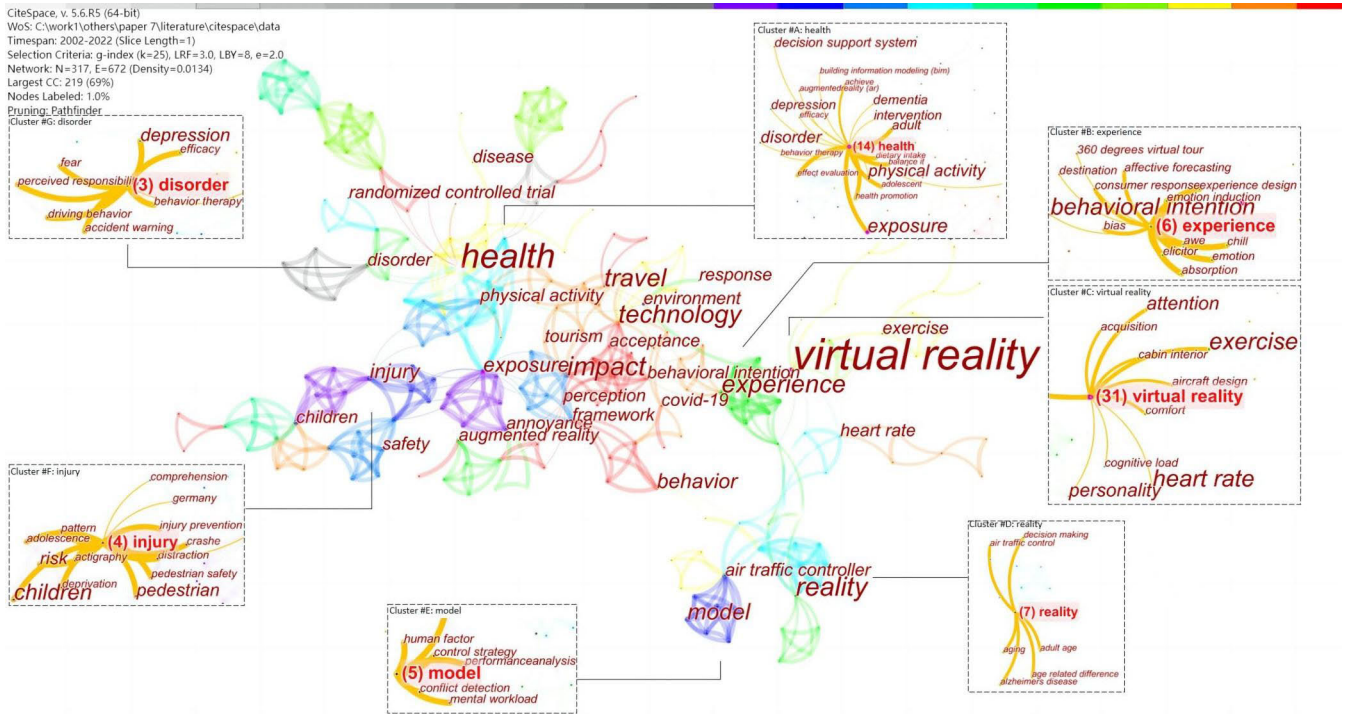 CiteSpace, v. 5.6.R5 (64-bit)
WoS: C:\work1\others\paper 7\literature\citespace\data
Timespan: 2002-2022 (Slice Length=1)
Selection Criteria: g-index (k=25), LRF=3.0, LBY=8, e=2.0
Network: N=317, E=672 (Density=0.0134)
Largest CC: 219 (69%)
Nodes Labeled: 1.0%
Pruning: Pathfinder
Cluster #G: disorder
depression
efficacy
fear
perceived responsibili
(3) disorder
behavior therapy
driving behavior
accident warning
Cluster #A: health
decision support system
building information modeling (bim)
achieve
augmentedreality (ar)
depression
dementia
efficacy
intervention
adult
disorder
(14) health
behavior therapy
dietary intake
balance it
physical activity
effect evaluation
adolescent
health promotion
exposure
Cluster #B: experience
360 degrees virtual tour
destination
affective forecasting
consumer responseexperience design
emotion induction
behavioral intention
bias
(6) experience
awe
chill
elicitor
emotion
absorption
Cluster #C: virtual reality
attention
acquisition
exercise
cabin interior
aircraft design
(31) virtual reality
comfort
cognitive load
heart rate
personality
Cluster #D: reality
decision making
air traffic control
(7) reality
aging
adult age
age related difference
alzheimers disease
Cluster #E: model
human factor
control strategy
performanceanalysis
(5) model
conflict detection
mental workload
Cluster #F: injury
comprehension
germany
pattern
injury prevention
adolescence
(4) injury
crashe
risk
actigraphy
distraction
pedestrian safety
deprivation
children
pedestrian
disease
randomized controlled trial
disorder
health
travel
response
physical activity
environment
technology
exercise
tourism
acceptance
virtual reality
injury
exposure
impact
behavioral intention
experience
perception
covid-19
children
annoyance
framework
augmented reality
safety
heart rate
behavior
air traffic controller
reality
model